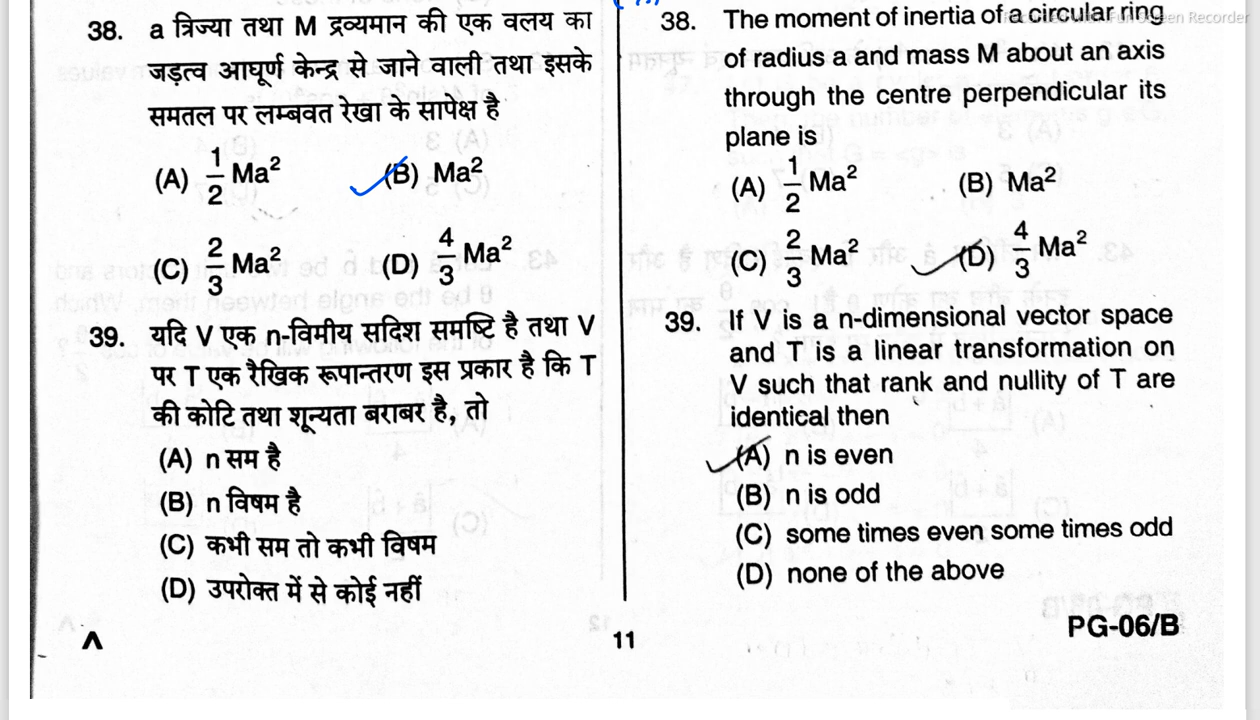 38. a त्रिज्या तथा M द्रव्यमान की एक वलय का
जड़त्व आघूर्ण केन्द्र से जाने वाली तथा इसके
समतल पर लम्बवत रेखा के सापेक्ष है
(A) 1/2 Ma² (B) Ma²
(C) 2/3 Ma² (D) 4/3 Ma²
39. यदि V एक n-विमीय सदिश समष्टि है तथा V
पर T एक रैखिक रूपान्तरण इस प्रकार है कि T
की कोटि तथा शून्यता बराबर है, तो
(A) n सम है
(B) n विषम है
(C) कभी सम तो कभी विषम
(D) उपरोक्त में से कोई नहीं
38. The moment of inertia of a circular ring
of radius a and mass M about an axis
through the centre perpendicular its
plane is
(A) 1/2 Ma² (B) Ma²
(C) 2/3 Ma² (D) 4/3 Ma²
39. If V is a n-dimensional vector space
and T is a linear transformation on
V such that rank and nullity of T are
identical then
(A) n is even
(B) n is odd
(C) some times even some times odd
(D) none of the above
Λ 11 PG-06/B
Screen Recorder